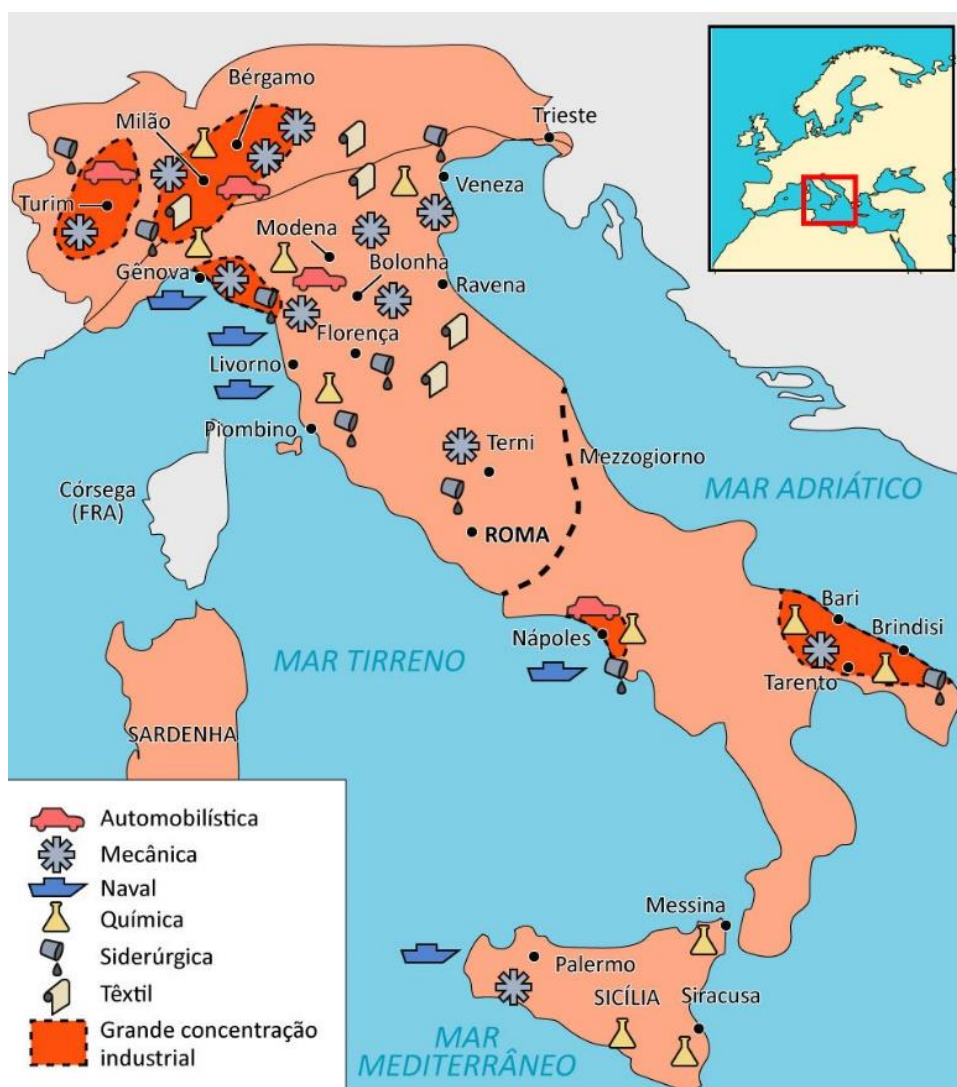 Bérgamo
Milão
Trieste
Turim
Veneza
Modena
Bolonha
Gênova
Ravena
Florença
Livorno
Piombino
Terni
Mezzogiorno
MAR ADRIÁTICO
Córsega
(FRA)
ROMA
Bari
Nápoles
Brindisi
MAR TIRRENO
Tarento
SARDENHA
Automobilística
Mecânica
Naval
Química
Siderúrgica
Têxtil
Grande concentração
industrial
Messina
Palermo
SICÍLIA
Siracusa
MAR
MEDITERRÂNEO